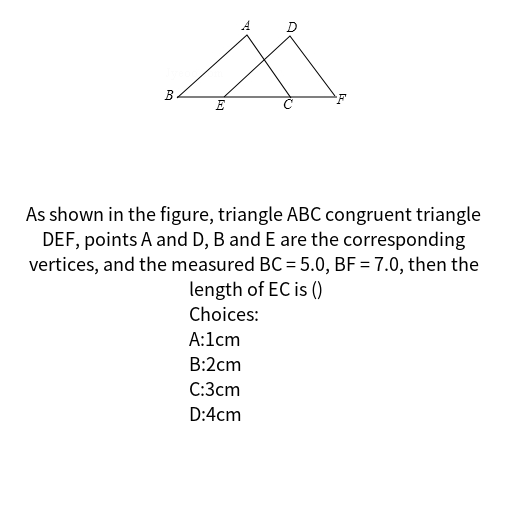 A
D
B
E
C
F
As shown in the figure, triangle ABC congruent triangle
DEF, points A and D, B and E are the corresponding
vertices, and the measured BC = 5.0, BF = 7.0, then the
length of EC is ()
Choices:
A:1cm
B:2cm
C:3cm
D:4cm